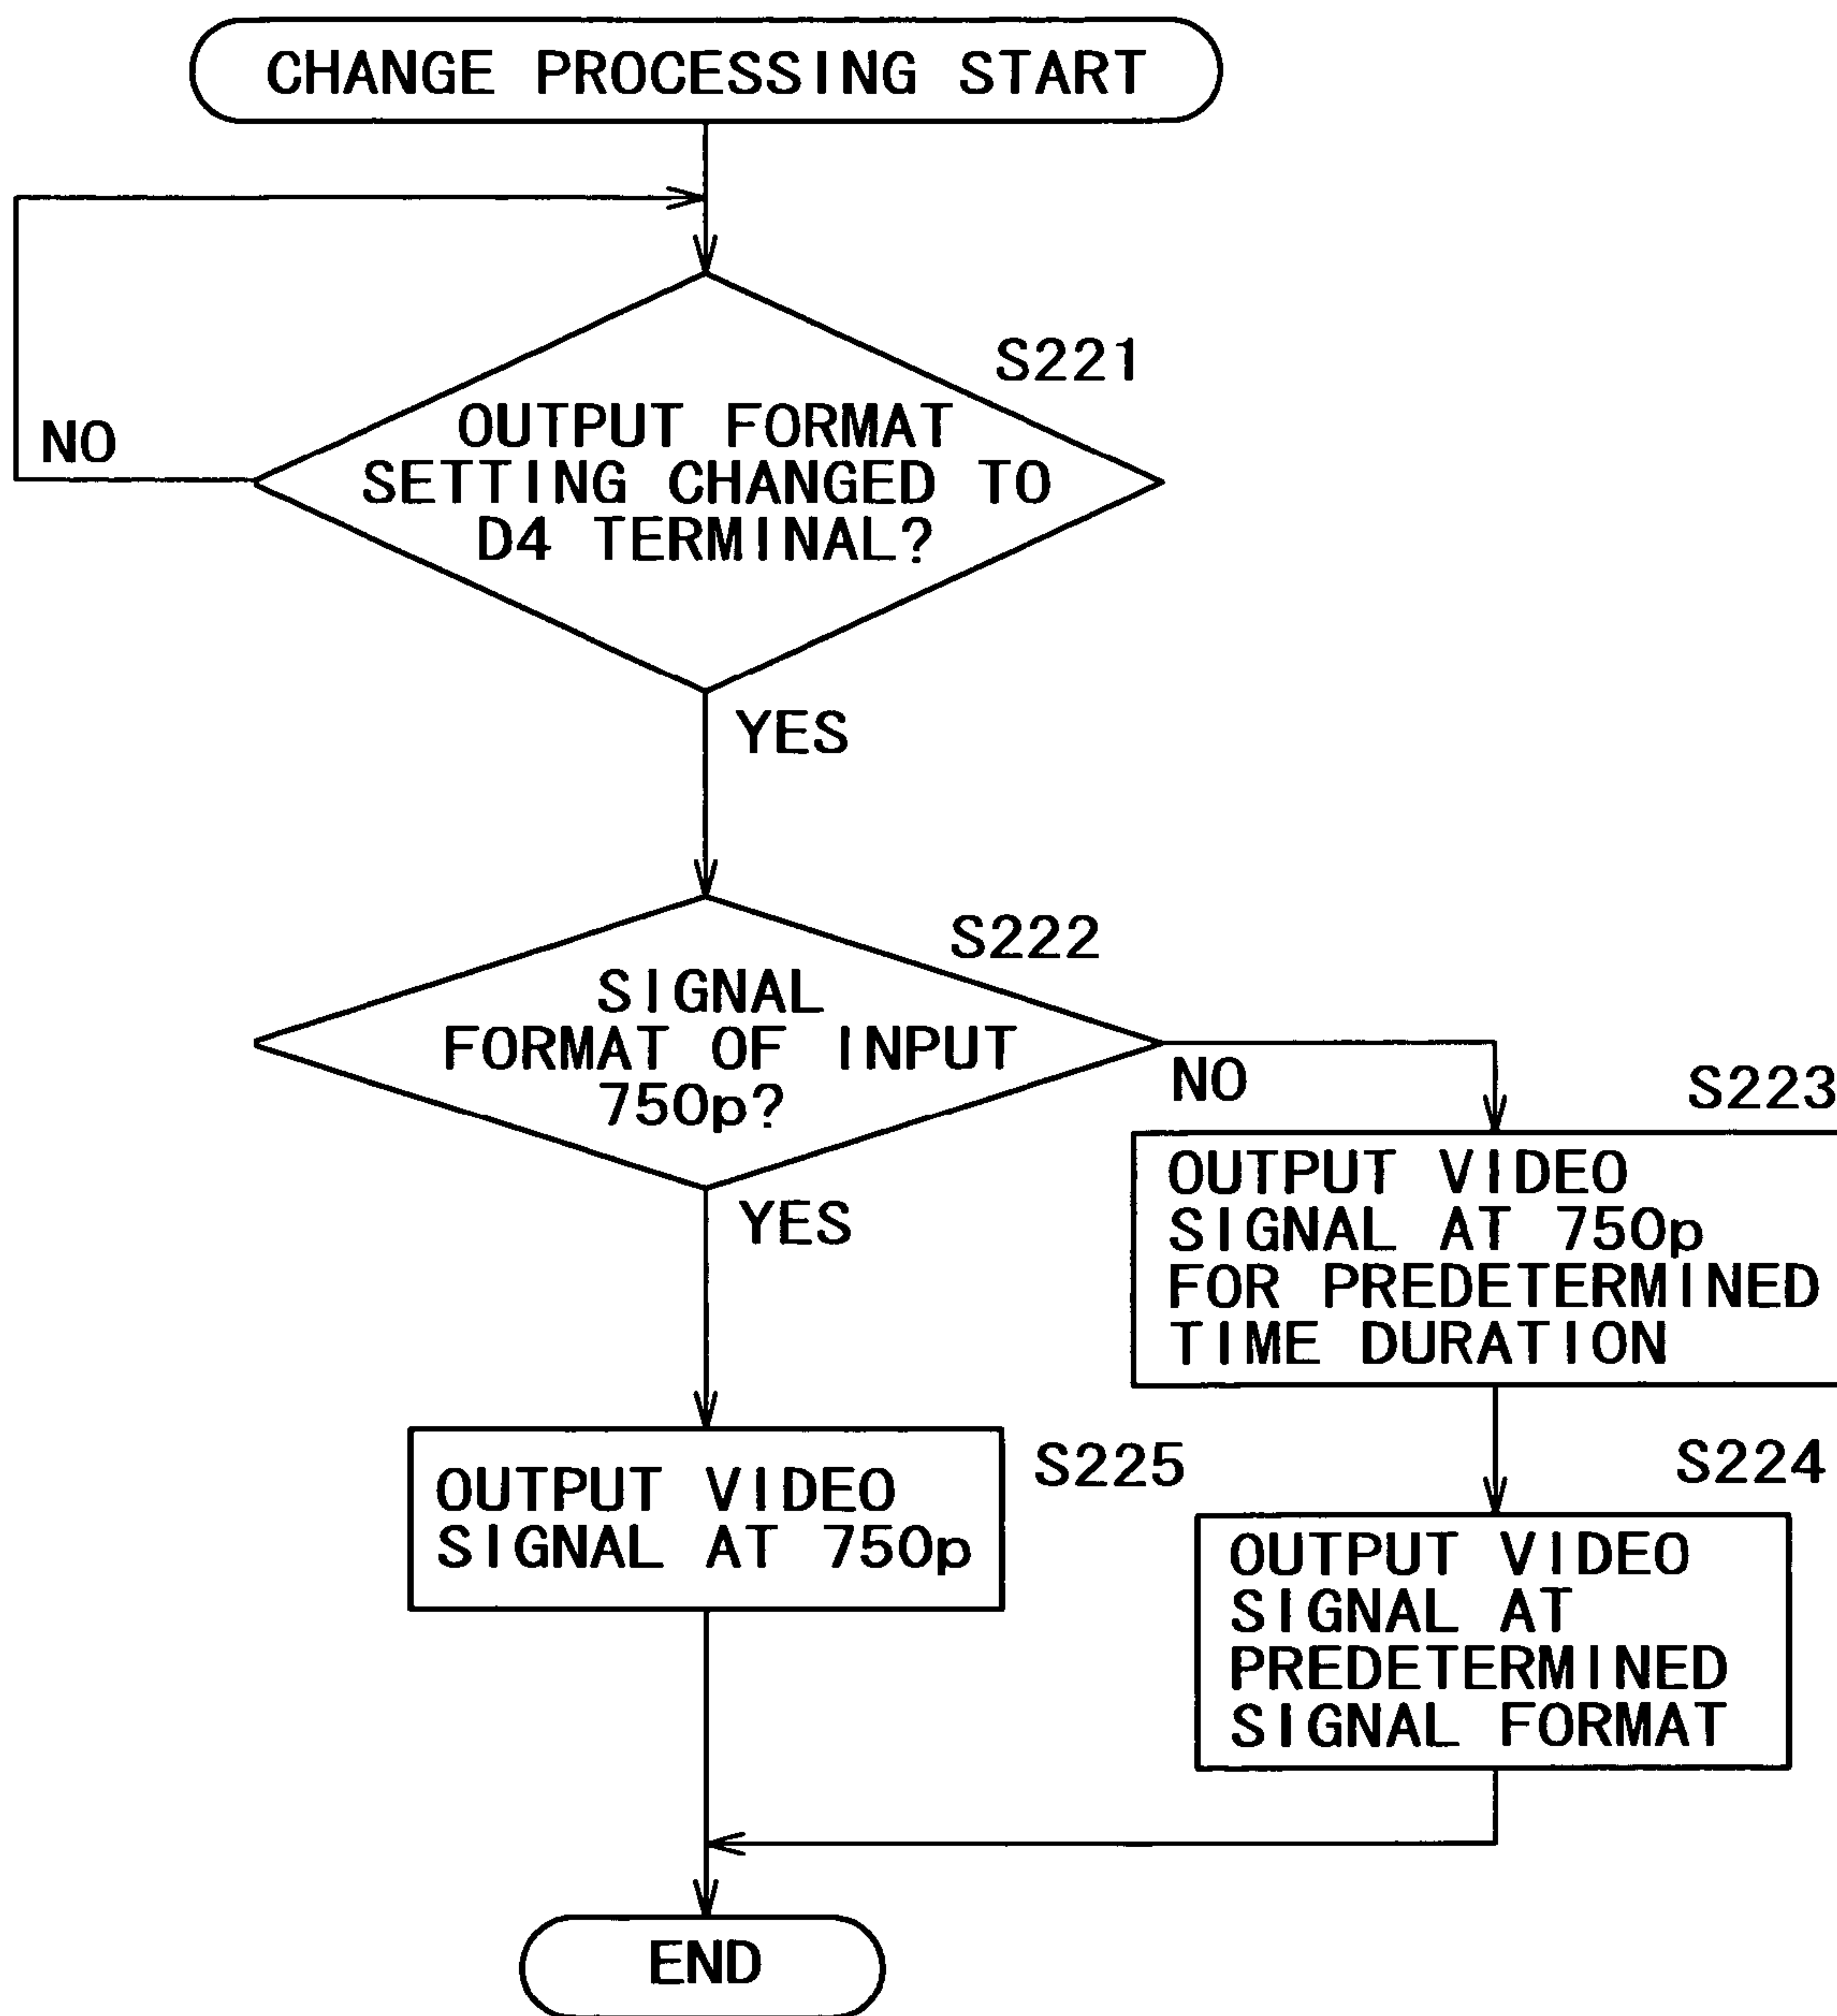 CHANGE PROCESSING START
S221
OUTPUT FORMAT
SETTING CHANGED TO
D4 TERMINAL?
NO
YES
S222
SIGNAL
FORMAT OF INPUT
750p?
NO
YES
S223
OUTPUT VIDEO
SIGNAL AT 750p
FOR PREDETERMINED
TIME DURATION
S225
OUTPUT VIDEO
SIGNAL AT 750p
S224
OUTPUT VIDEO
SIGNAL AT
PREDETERMINED
SIGNAL FORMAT
END